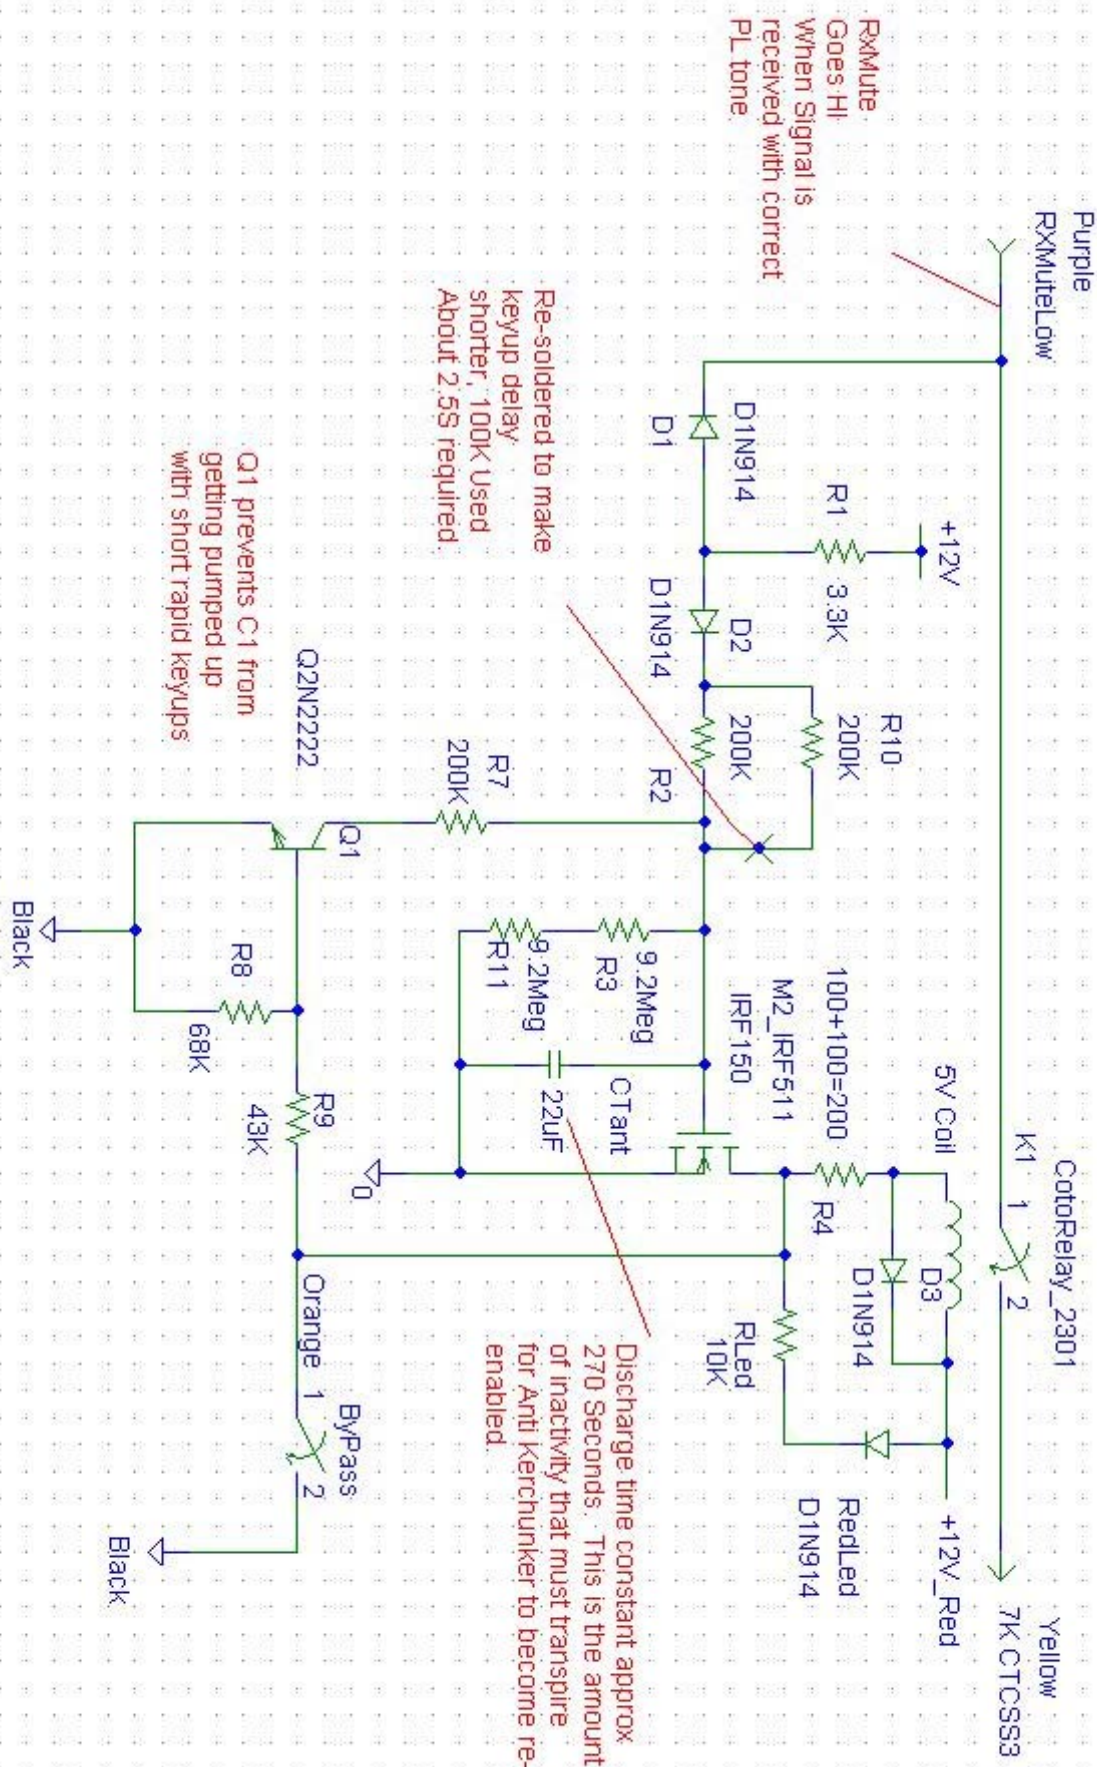 Purple
RXMuteLow
RxMute
Goes HI
When Signal is
received with correct
PL tone
CotoRelay_2301
K1
1
2
Yellow
7K CTCSS3
+12V
R1
3.3K
D1N914
D1
D2
D1N914
R10
200K
200K
R2
Re-soldered to make
keyup delay
shorter, 100K Used
About 2.5S required.
5V Coil
D3
D1N914
+12V_Red
100+100=200
R4
RedLed
D1N914
RLed
10K
M2_IRF511
IRF150
9.2Meg
R3
9.2Meg
R11
CTant
22uF
0
Discharge time constant approx
270 Seconds. This is the amount
of inactivity that must transpire
for Anti Kerchunker to become re-
enabled.
R7
200K
Q2N2222
Q1
Q1 prevents C1 from
getting pumped up
with short rapid keyups
R8
68K
R9
43K
Orange
1
ByPass
2
Black
Black